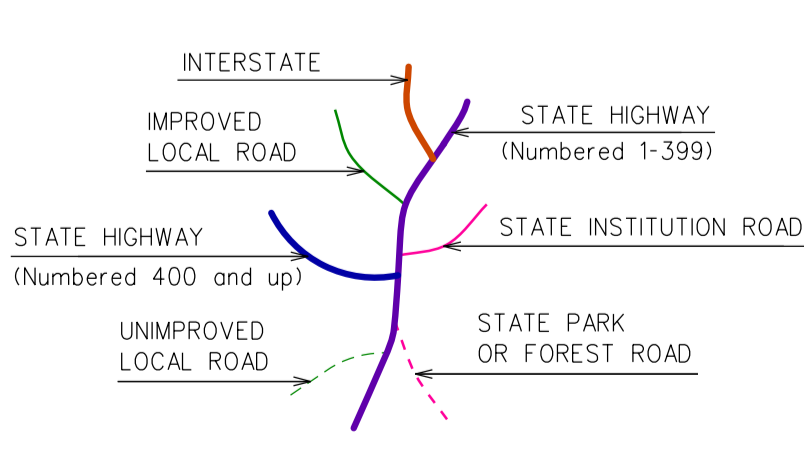 INTERSTATE
STATE HIGHWAY
(Numbered 1-399)
IMPROVED
LOCAL ROAD
STATE INSTITUTION ROAD
STATE HIGHWAY
(Numbered 400 and up)
STATE PARK
OR FOREST ROAD
UNIMPROVED
LOCAL ROAD